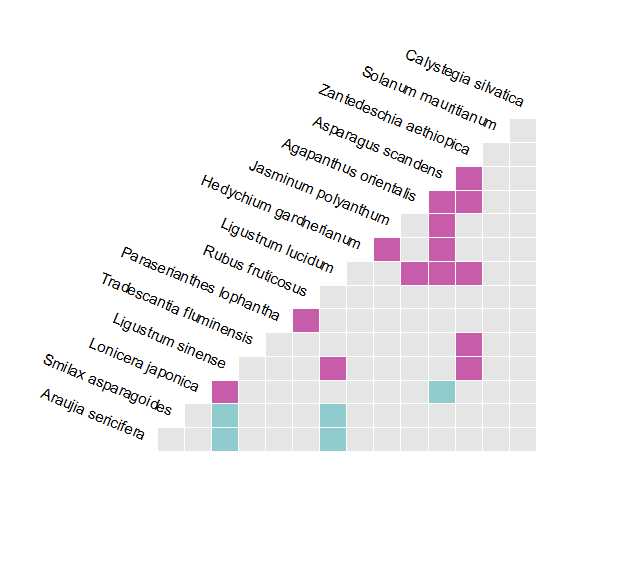 Calystegia silvatica
Solanum mauritianum
Zantedeschia aethiopica
Asparagus scandens
Agapanthus orientalis
Jasminum polyanthum
Hedychium gardnerianum
Ligustrum lucidum
Rubus fruticosus
Paraserianthes lophantha
Tradescantia fluminensis
Ligustrum sinense
Lonicera japonica
Smilax asparagoides
Araujia sericifera